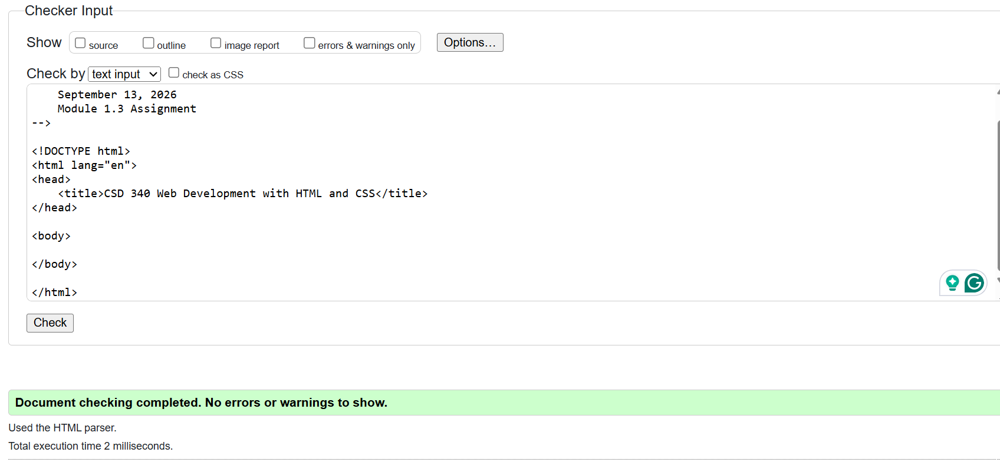 Checker Input
Show source outline image report errors & warnings only Options...
Check by text input check as CSS
September 13, 2026
Module 1.3 Assignment
-->
<!DOCTYPE html>
<html lang="en">
<head>
<title>CSD 340 Web Development with HTML and CSS</title>
</head>
<body>
</body>
</html>
Check
Document checking completed. No errors or warnings to show.
Used the HTML parser.
Total execution time 2 milliseconds.